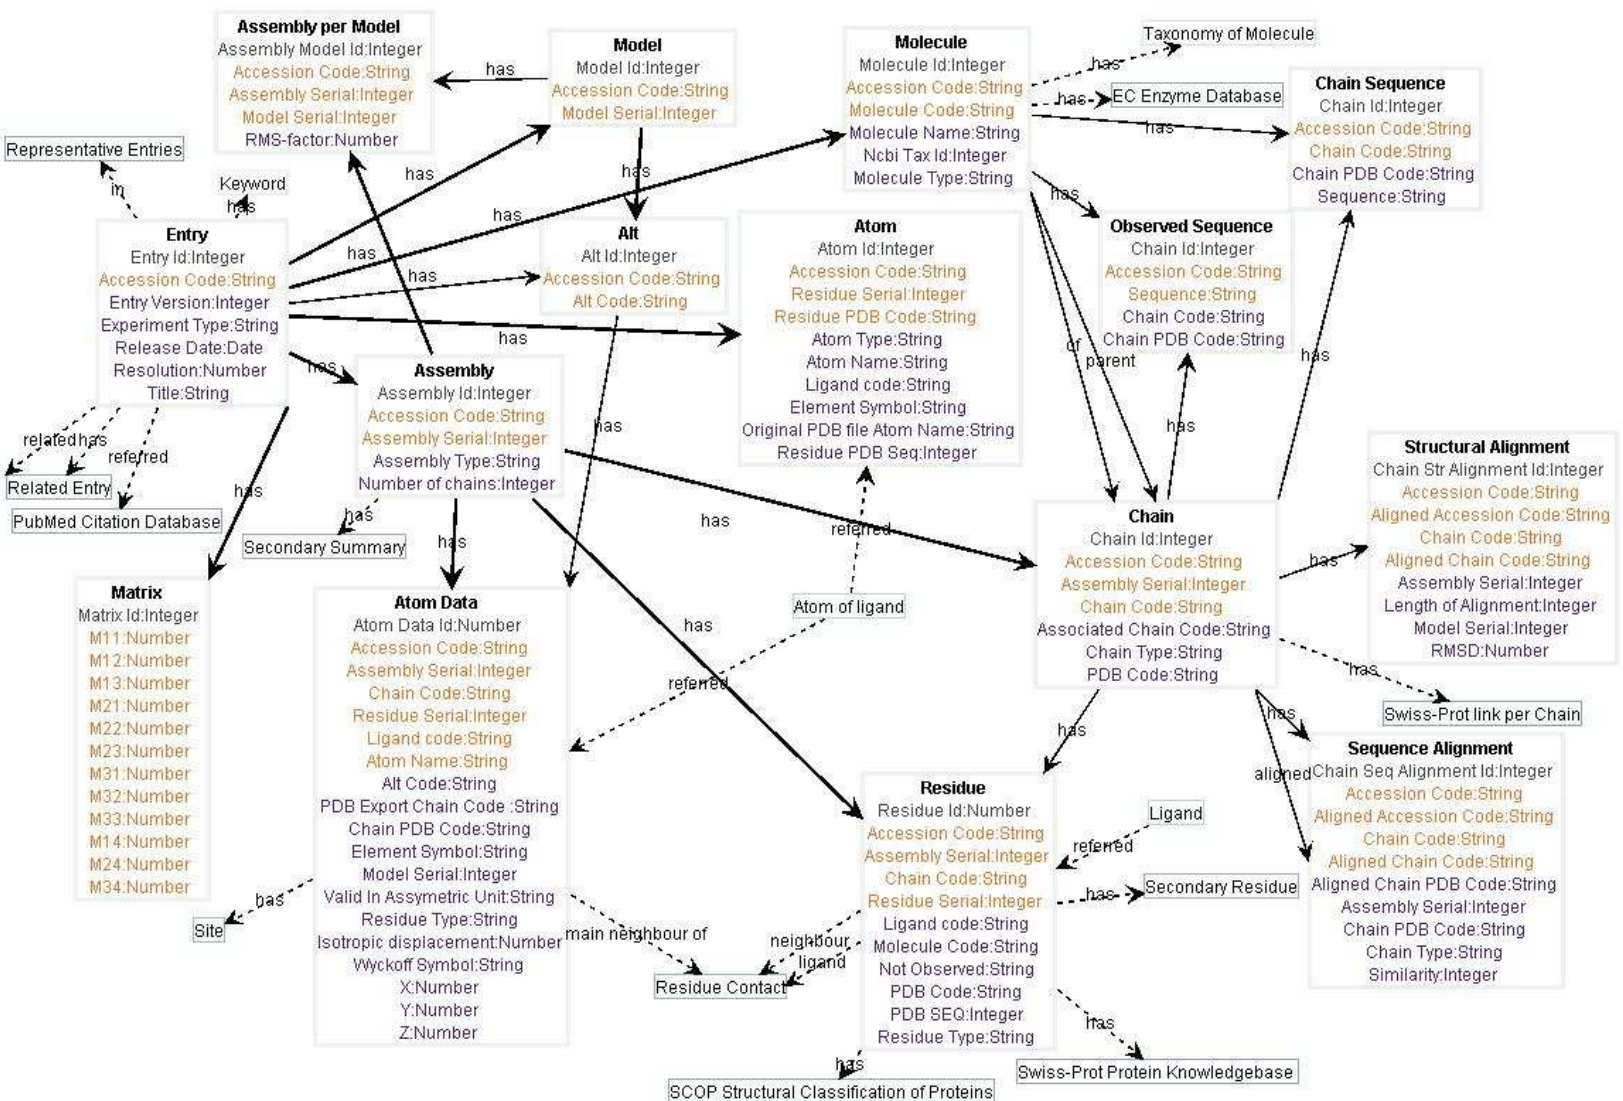 Assembly per Model
Assembly Model Id:Integer
Accession Code:String
Assembly Serial:Integer
Model Serial:Integer
RMS-factor:Number
has
Model
Model Id:Integer
Accession Code:String
Model Serial:Integer
Molecule
Molecule Id:Integer
Accession Code:String
Molecule Code:String
Molecule Name:String
Ncbi Tax Id:Integer
Molecule Type:String
Taxonomy of Molecule
has
EC Enzyme Database
has
has
Chain Sequence
Chain Id:Integer
Accession Code:String
Chain Code:String
Chain PDB Code:String
Sequence:String
Representative Entries
in
Keyword
has
has
has
has
has
has
has
Entry
Entry Id:Integer
Accession Code:String
Entry Version:Integer
Experiment Type:String
Release Date:Date
Resolution:Number
Title:String
Alt
Alt Id:Integer
Accession Code:String
Alt Code:String
Atom
Atom Id:Integer
Accession Code:String
Residue Serial:Integer
Residue PDB Code:String
Atom Type:String
Atom Name:String
Ligand code:String
Element Symbol:String
Original PDB file Atom Name:String
Residue PDB Seq:Integer
has
Observed Sequence
Chain Id:Integer
Accession Code:String
Sequence:String
Chain Code:String
Chain PDB Code:String
of
parent
has
has
has
Assembly
Assembly Id:Integer
Accession Code:String
Assembly Serial:Integer
Assembly Type:String
Number of chains:Integer
related
has
referred
Related Entry
PubMed Citation Database
has
has
Secondary Summary
has
has
has
referred
Structural Alignment
Chain Str Alignment Id:Integer
Accession Code:String
Aligned Accession Code:String
Chain Code:String
Aligned Chain Code:String
Assembly Serial:Integer
Length of Alignment:Integer
Model Serial:Integer
RMSD:Number
Chain
Chain Id:Integer
Accession Code:String
Assembly Serial:Integer
Chain Code:String
Associated Chain Code:String
Chain Type:String
PDB Code:String
has
has
Swiss-Prot link per Chain
Matrix
Matrix Id:Integer
M11:Number
M12:Number
M13:Number
M21:Number
M22:Number
M23:Number
M31:Number
M32:Number
M33:Number
M14:Number
M24:Number
M34:Number
Atom Data
Atom Data Id:Number
Accession Code:String
Assembly Serial:Integer
Chain Code:String
Residue Serial:Integer
Ligand code:String
Atom Name:String
Alt Code:String
PDB Export Chain Code :String
Chain PDB Code:String
Element Symbol:String
Model Serial:Integer
Valid In Assymetric Unit:String
Residue Type:String
Isotropic displacement:Number
Wyckoff Symbol:String
X:Number
Y:Number
Z:Number
Atom of ligand
has
referred
has
has
aligned
Sequence Alignment
Chain Seq Alignment Id:Integer
Accession Code:String
Aligned Accession Code:String
Chain Code:String
Aligned Chain Code:String
Aligned Chain PDB Code:String
Assembly Serial:Integer
Chain PDB Code:String
Chain Type:String
Similarity:Integer
Residue
Residue Id:Number
Accession Code:String
Assembly Serial:Integer
Chain Code:String
Residue Serial:Integer
Ligand code:String
Molecule Code:String
Not Observed:String
PDB Code:String
PDB SEQ:Integer
Residue Type:String
Ligand
referred
has
Secondary Residue
has
Site
main neighbour of
neighbour
ligand
Residue Contact
has
Swiss-Prot Protein Knowledgebase
has
SCOP Structural Classification of Proteins